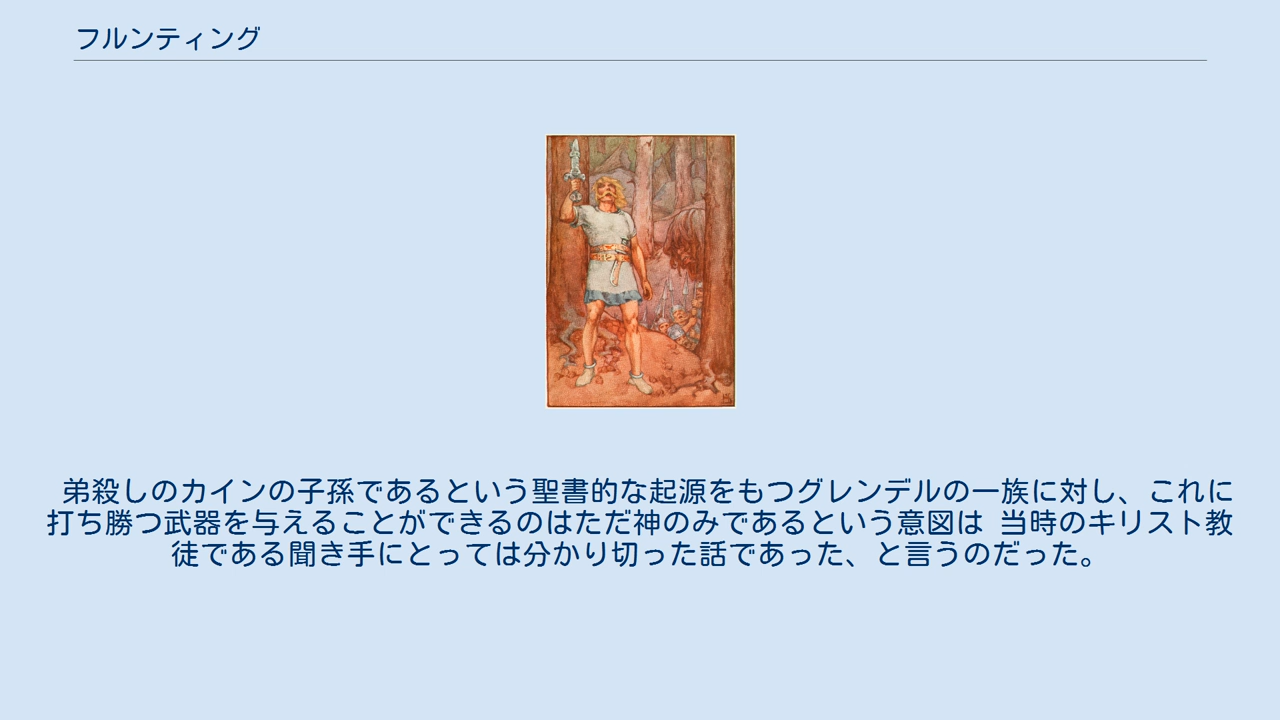 フルンティング
弟殺しのカインの子孫であるという聖書的な起源をもつグレンデルの一族に対し、これに
打ち勝つ武器を与えることができるのはただ神のみであるという意図は 当時のキリスト教
徒である聞き手にとっては分かり切った話であった、と言うのだった。